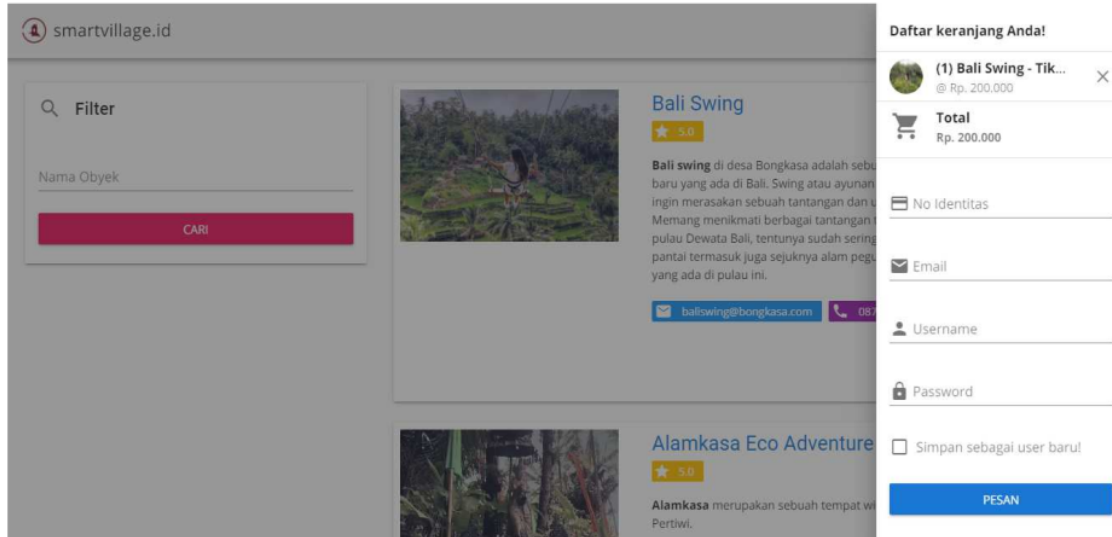 smartvillage.id
Filter
Nama Obyek
CARI
Bali Swing
5.0
Bali swing di desa Bongkasa adalah sebu
baru yang ada di Bali. Swing atau ayunan
ingin merasakan sebuah tantangan dan u
Memang menikmati berbagai tantangan t
pulau Dewata Bali, tentunya sudah sering
pantai termasuk juga sejuknya alam pegu
yang ada di pulau ini.
baliswing@bongkasa.com
087
Alamkasa Eco Adventure
5.0
Alamkasa merupakan sebuah tempat wi
Pertiwi.
Daftar keranjang Anda!
(1) Bali Swing - Tik...
@ Rp. 200.000
Total
Rp. 200.000
No Identitas
Email
Username
Password
Simpan sebagai user baru!
PESAN